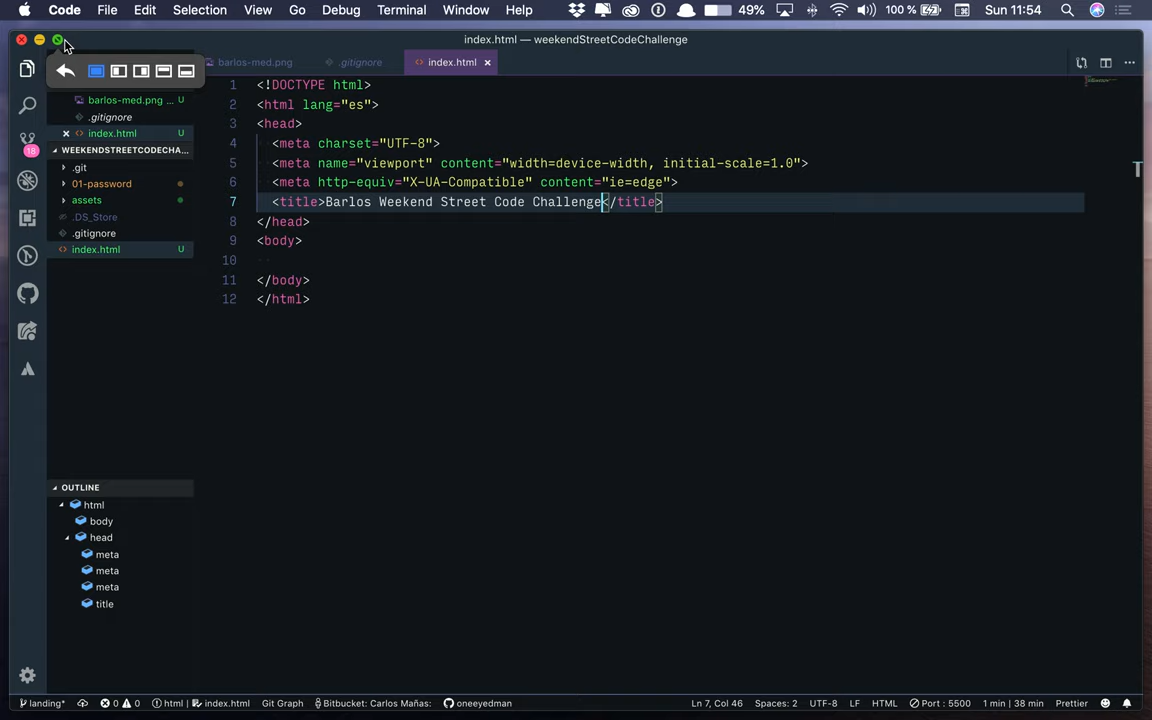 Code File Edit Selection View Go Debug Terminal Window Help 49% 100 % Sun 11:54
index.html — weekendStreetCodeChallenge
barlos-med.png .gitignore index.html ×
barlos-med.png ... U
.gitignore
× index.html U
WEEKENDSTREETCODECHA...
.git
01-password
assets
.DS_Store
.gitignore
index.html U
1 <!DOCTYPE html>
2 <html lang="es">
3 <head>
4 <meta charset="UTF-8">
5 <meta name="viewport" content="width=device-width, initial-scale=1.0">
6 <meta http-equiv="X-UA-Compatible" content="ie=edge">
7 <title>Barlos Weekend Street Code Challenge</title>
8 </head>
9 <body>
10
11 </body>
12 </html>
18
T
OUTLINE
html
body
head
meta
meta
meta
title
landing* 0 0 html index.html Git Graph Bitbucket: Carlos Mañas: oneeyedman Ln 7, Col 46 Spaces: 2 UTF-8 LF HTML Port : 5500 1 min | 38 min Prettier